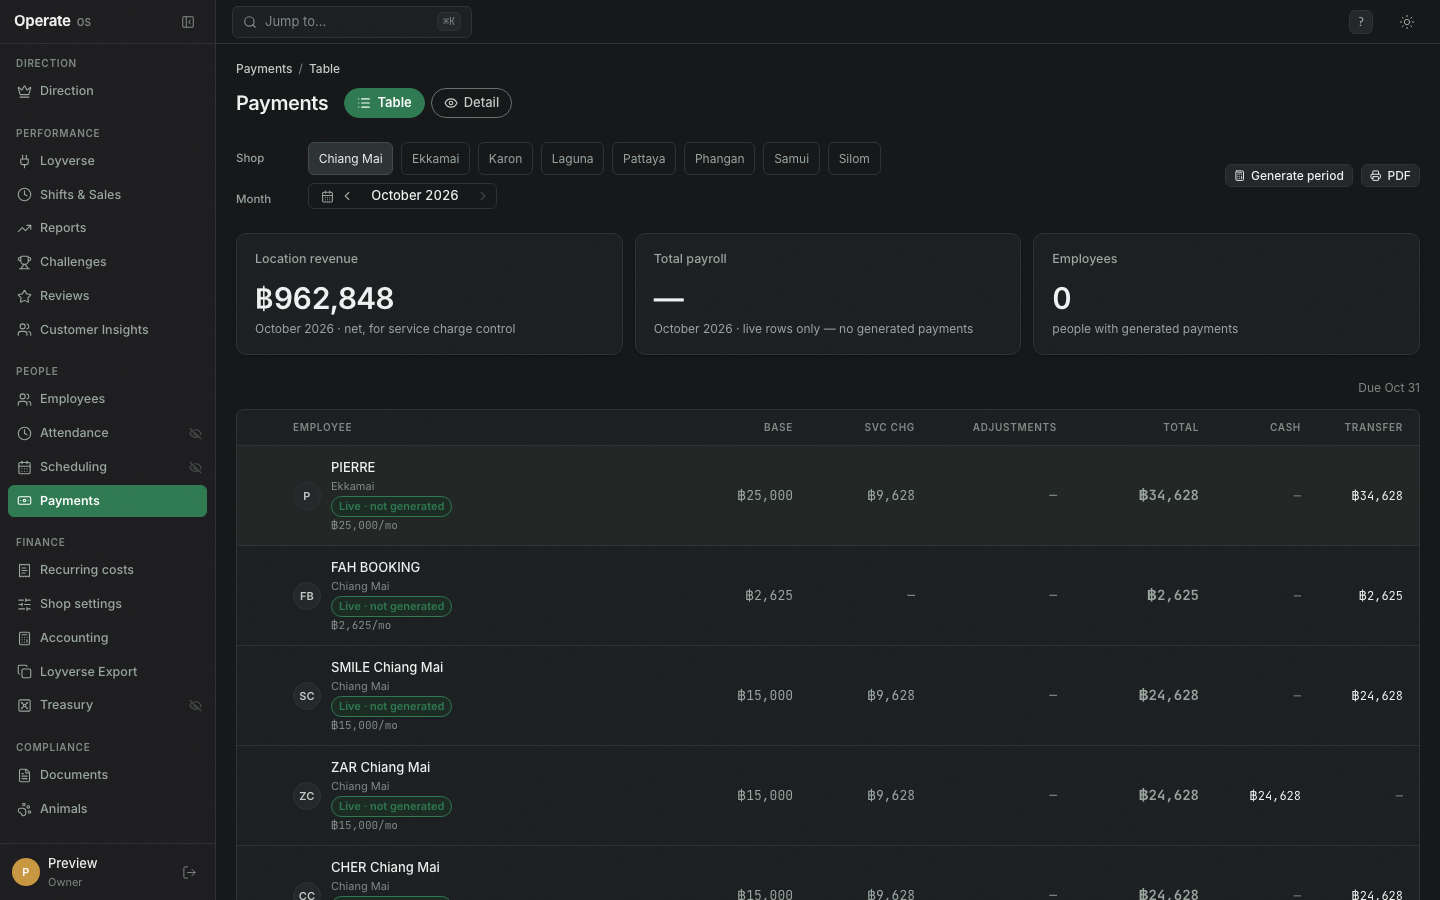 Operate OS
Jump to...
⌘K
?
DIRECTION
Direction
PERFORMANCE
Loyverse
Shifts & Sales
Reports
Challenges
Reviews
Customer Insights
PEOPLE
Employees
Attendance
Scheduling
Payments
FINANCE
Recurring costs
Shop settings
Accounting
Loyverse Export
Treasury
COMPLIANCE
Documents
Animals
P
Preview
Owner
Payments / Table
Payments
Table
Detail
Shop
Chiang Mai
Ekkamai
Karon
Laguna
Pattaya
Phangan
Samui
Silom
Month
October 2026
Generate period
PDF
Location revenue
฿962,848
October 2026 · net, for service charge control
Total payroll
—
October 2026 · live rows only — no generated payments
Employees
0
people with generated payments
Due Oct 31
EMPLOYEE BASE SVC CHG ADJUSTMENTS TOTAL CASH TRANSFER
PIERRE
Ekkamai
P
Live · not generated
฿25,000/mo
฿25,000 ฿9,628 — ฿34,628 — ฿34,628
FAH BOOKING
Chiang Mai
FB
Live · not generated
฿2,625/mo
฿2,625 — — ฿2,625 — ฿2,625
SMILE Chiang Mai
Chiang Mai
SC
Live · not generated
฿15,000/mo
฿15,000 ฿9,628 — ฿24,628 — ฿24,628
ZAR Chiang Mai
Chiang Mai
ZC
Live · not generated
฿15,000/mo
฿15,000 ฿9,628 — ฿24,628 ฿24,628 —
CHER Chiang Mai
Chiang Mai
CC
฿15,000 ฿9,628 — ฿24,628 — ฿24,628